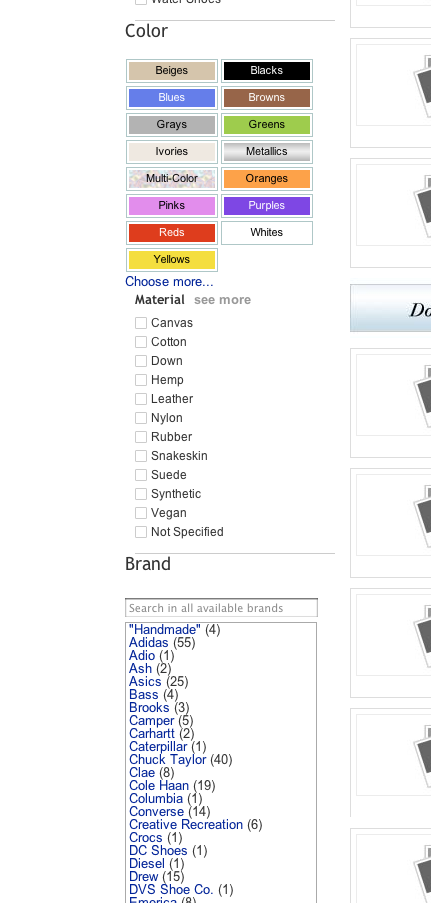 Water Shoes
Color
Beiges
Blacks
Blues
Browns
Grays
Greens
Ivories
Metallics
Multi-Color
Oranges
Pinks
Purples
Reds
Whites
Yellows
Choose more...
Material see more
Canvas
Cotton
Down
Hemp
Leather
Nylon
Rubber
Snakeskin
Suede
Synthetic
Vegan
Not Specified
Brand
Search in all available brands
"Handmade" (4)
Adidas (55)
Adio (1)
Ash (2)
Asics (25)
Bass (4)
Brooks (3)
Camper (5)
Carhartt (2)
Caterpillar (1)
Chuck Taylor (40)
Clae (8)
Cole Haan (19)
Columbia (1)
Converse (14)
Creative Recreation (6)
Crocs (1)
DC Shoes (1)
Diesel (1)
Drew (15)
DVS Shoe Co. (1)
Emerica (8)
Do